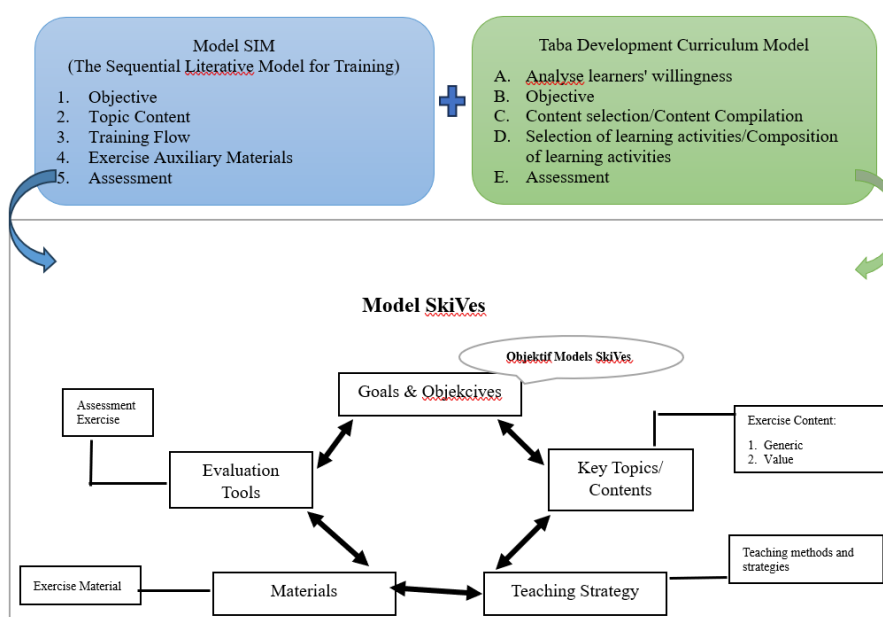 Model SIM
(The Sequential Literative Model for Training)
1. Objective
2. Topic Content
3. Training Flow
4. Exercise Auxiliary Materials
5. Assessment
Taba Development Curriculum Model
A. Analyse learners' willingness
B. Objective
C. Content selection/Content Compilation
D. Selection of learning activities/Composition
of learning activities
E. Assessment
Model SkiVes
Objektif Models SkiVes
Goals & Objekcives
Assessment
Exercise
Exercise Content:
1. Generic
2. Value
Evaluation
Tools
Key Topics/
Contents
Teaching methods and
strategies
Exercise Material
Materials
Teaching Strategy